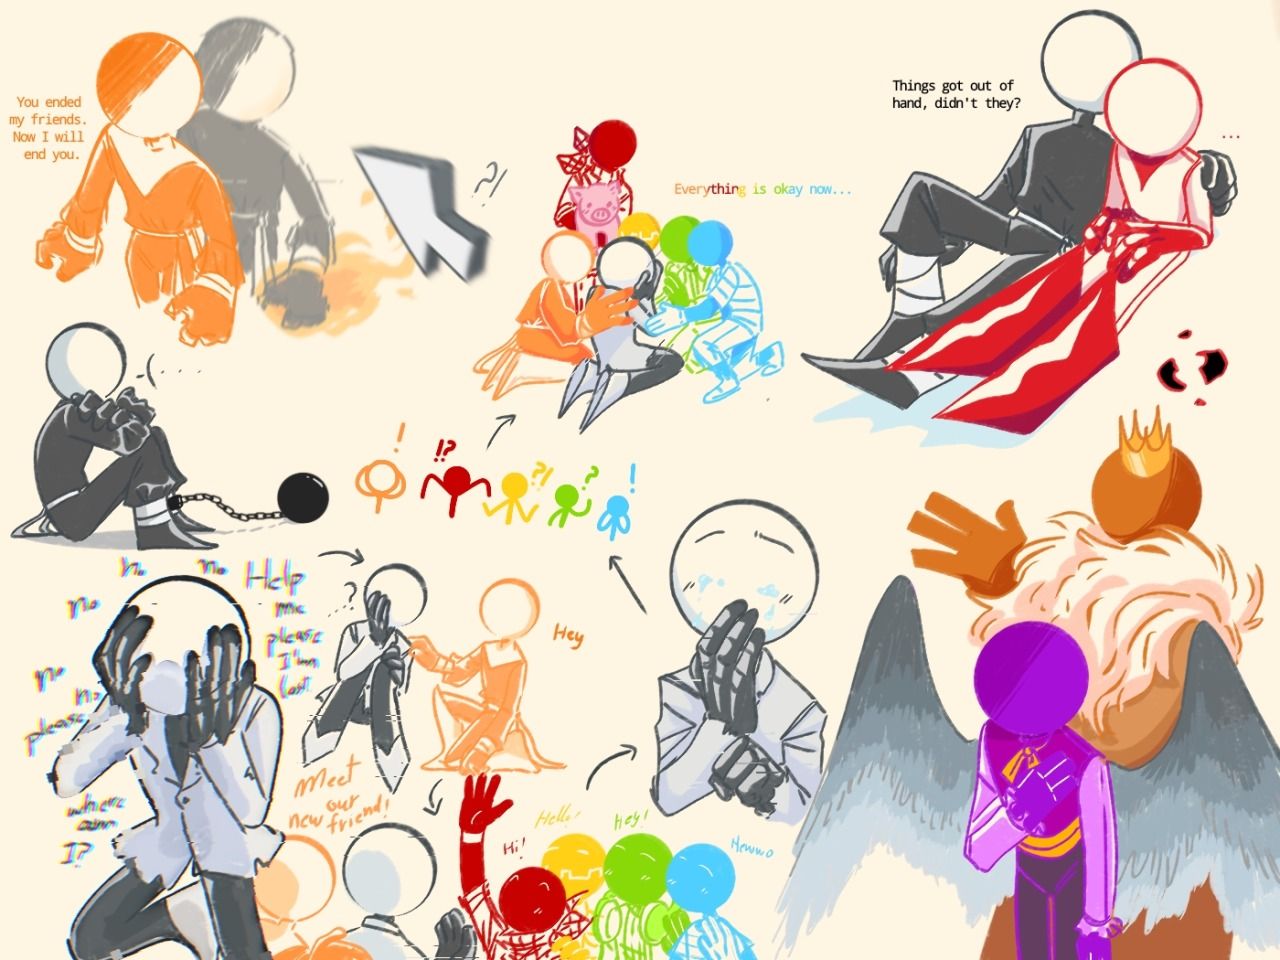 You ended
my friends.
Now I will
end you.
?!
Everything is okay now...
Things got out of
hand, didn't they?
...
!
!?
?!
?
!
no
no
no
no
no
please
where
am
I?
Help
me
please
I'm
lost
?
Hey
Meet
our
new friend!
Hi!
Hello!
Hey!
Hewwo